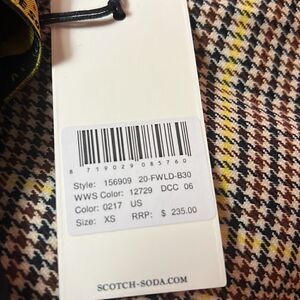 8 719029 085760
Style: 156909 20-FWLD-B30
WWS Color: 12729 DCC 06
Color: 0217 US
Size: XS RRP: $ 235.00
SCOTCH-SODA.COM